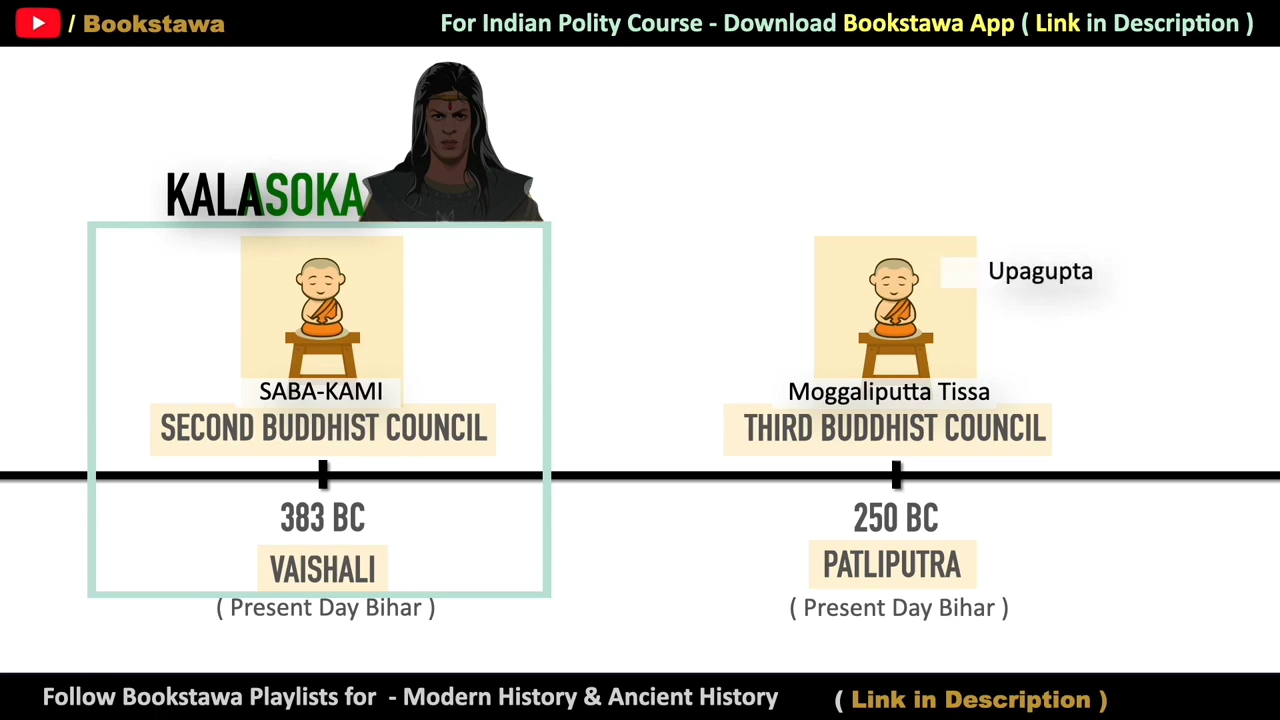 / Bookstawa
For Indian Polity Course - Download Bookstawa App ( Link in Description )
KALASOKA
Upagupta
SABA-KAMI
Moggaliputta Tissa
SECOND BUDDHIST COUNCIL
THIRD BUDDHIST COUNCIL
383 BC
250 BC
VAISHALI
PATLIPUTRA
( Present Day Bihar )
( Present Day Bihar )
Follow Bookstawa Playlists for - Modern History & Ancient History
( Link in Description )